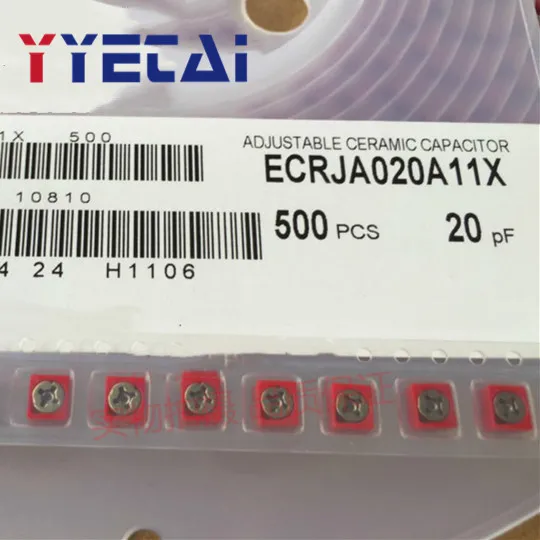 YYECAI
1X 500
ADJUSTABLE CERAMIC CAPACITOR
ECRJA020A11X
10810
500 PCS 20 pF
4 24 H1106